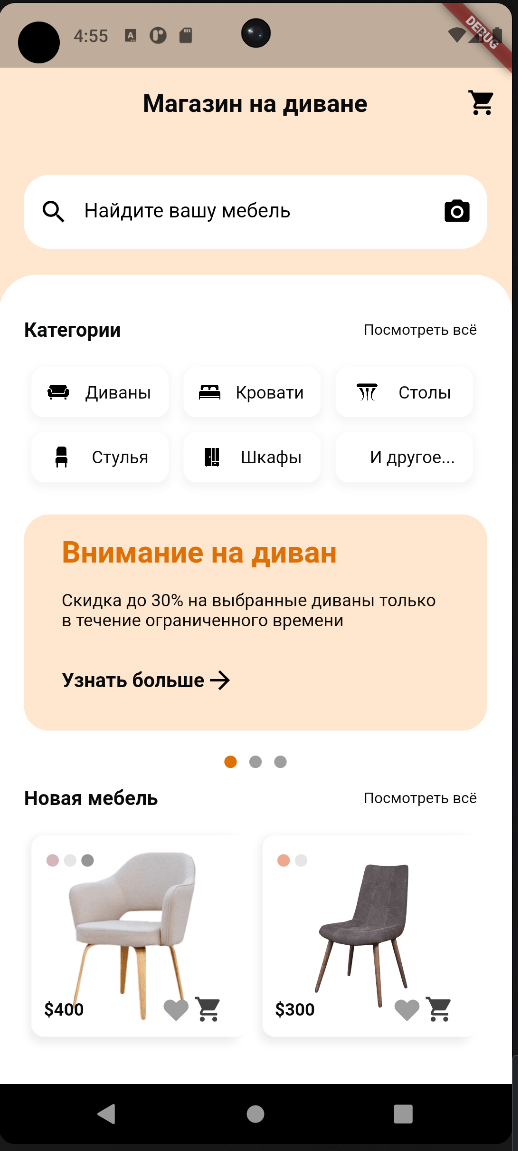 4:55
A
DEBUG
Магазин на диване
Найдите вашу мебель
Категории
Посмотреть всё
Диваны
Кровати
Столы
Стулья
Шкафы
И другое...
Внимание на диван
Скидка до 30% на выбранные диваны только
в течение ограниченного времени
Узнать больше
Новая мебель
Посмотреть всё
$400
$300